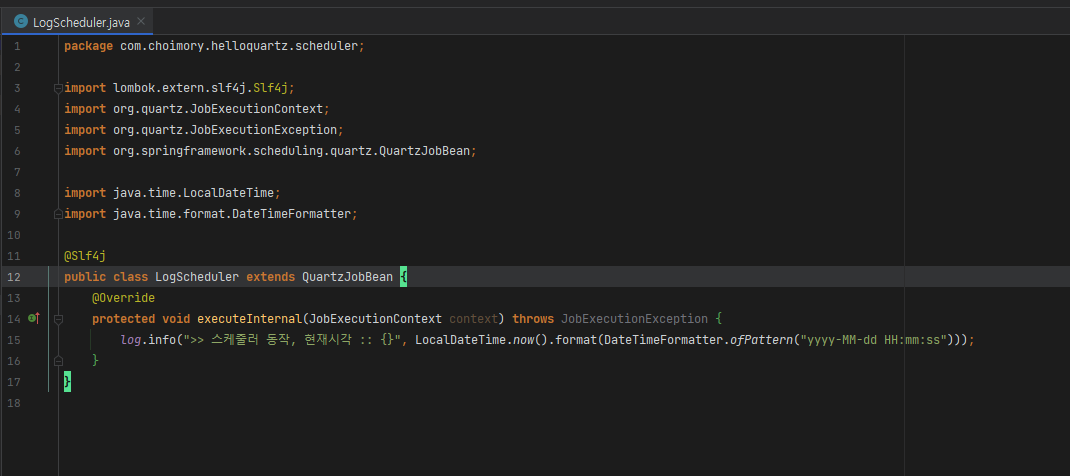 LogScheduler.java
1 package com.choimory.helloquartz.scheduler;
2
3 import lombok.extern.slf4j.Slf4j;
4 import org.quartz.JobExecutionContext;
5 import org.quartz.JobExecutionException;
6 import org.springframework.scheduling.quartz.QuartzJobBean;
7
8 import java.time.LocalDateTime;
9 import java.time.format.DateTimeFormatter;
10
11 @Slf4j
12 public class LogScheduler extends QuartzJobBean {
13 @Override
14 protected void executeInternal(JobExecutionContext context) throws JobExecutionException {
15 log.info(">> 스케줄러 동작, 현재시각 :: {}", LocalDateTime.now().format(DateTimeFormatter.ofPattern("yyyy-MM-dd HH:mm:ss")));
16 }
17 }
18